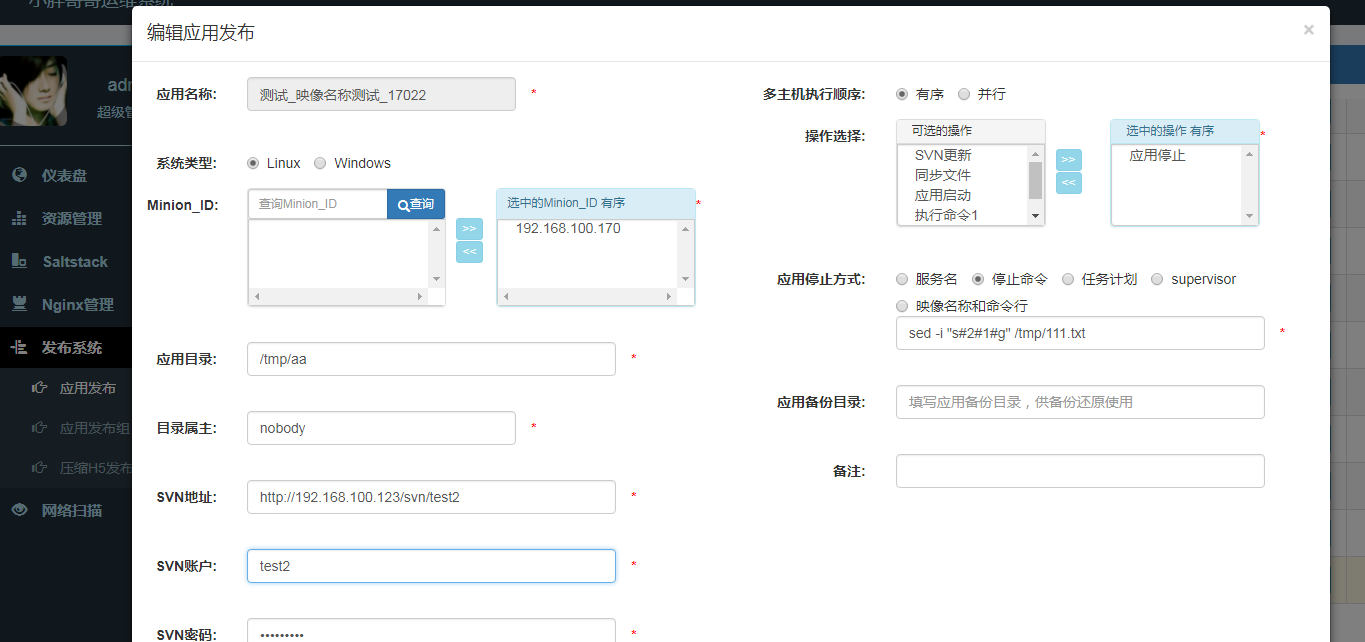 小胖哥哥运维系统
编辑应用发布
×
超级管
仪表盘
资源管理
Saltstack
Nginx管理
发布系统
应用发布
应用发布组
压缩H5发布
网络扫描
应用名称:
测试_映像名称测试_17022
*
系统类型:
Linux
Windows
Minion_ID:
查询Minion_ID
查询
>>
<<
选中的Minion_ID 有序
*
192.168.100.170
应用目录:
/tmp/aa
*
目录属主:
nobody
*
SVN地址:
http://192.168.100.123/svn/test2
*
SVN账户:
test2
*
SVN密码:
•••••••••
*
多主机执行顺序:
有序
并行
操作选择:
可选的操作
SVN更新
同步文件
应用启动
执行命令1
>>
<<
选中的操作 有序
*
应用停止
应用停止方式:
服务名
停止命令
任务计划
supervisor
映像名称和命令行
sed -i "s#2#1#g" /tmp/111.txt
*
应用备份目录:
填写应用备份目录，供备份还原使用
备注: